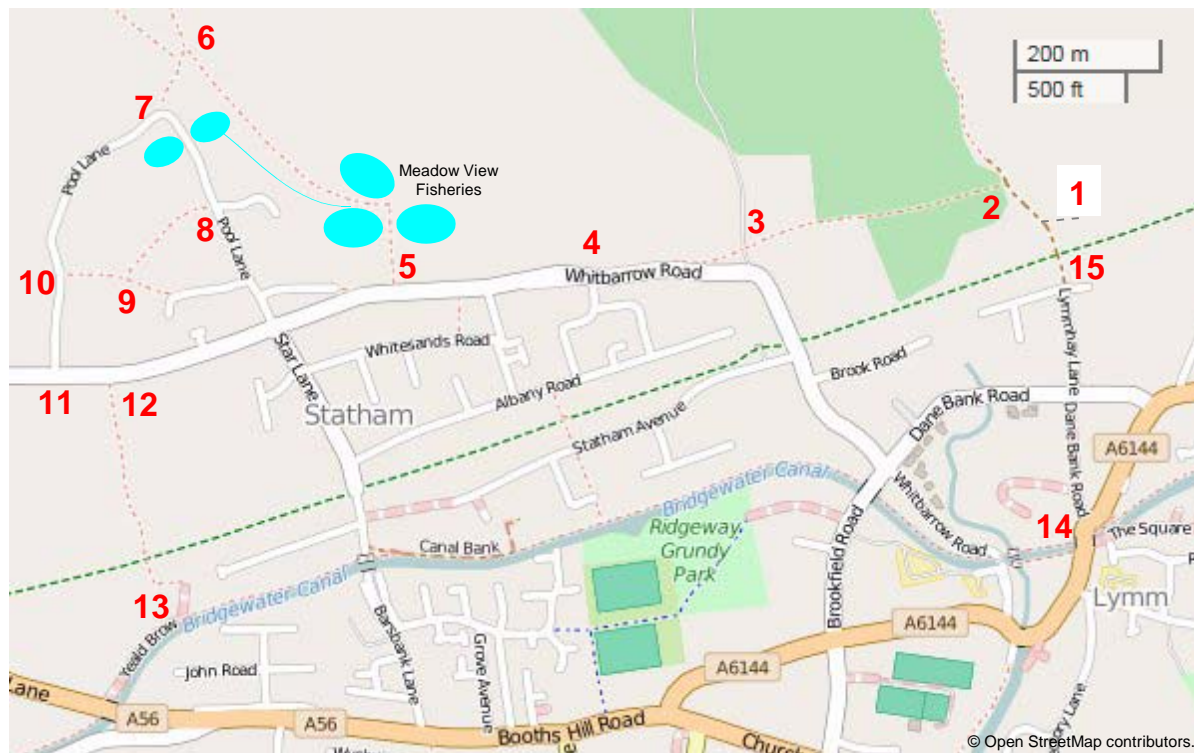 6
200 m
500 ft
7
Pool Lane
Meadow View
Fisheries
1
2
8
Pool Lane
3
4
Whitbarrow Road
5
15
10
9
Lymmhay Lane
Star Lane
Whitesands Road
Brook Road
11
12
Albany Road
Statham
Dane Bank Road
Dane Bank Road
A6144
Statham Avenue
Bridgewater Canal
Whitbarrow Road
Ridgeway
Grundy
Park
14
The Square
Canal Bank
Brookfield Road
13
Bridgewater Canal
Lymm
Yeald Brow
Barsbank Lane
A6144
Grove Avenue
John Road
A6144
Lane
A56
A56
Booths Hill Road
Church
© Open StreetMap contributors